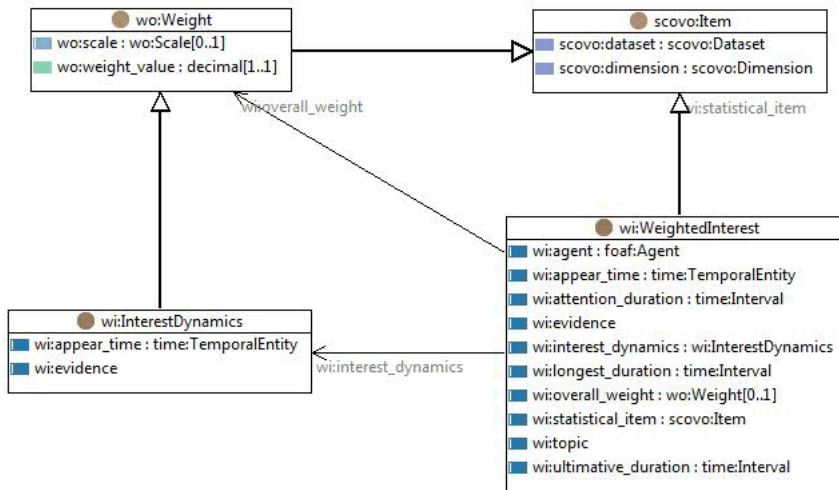 wo:Weight
wo:scale : wo:Scale[0..1]
wo:weight_value : decimal[1..1]
scovo:Item
scovo:dataset : scovo:Dataset
scovo:dimension : scovo:Dimension
wi:overall_weight
wi:statistical_item
wi:WeightedInterest
wi:agent : foaf:Agent
wi:appear_time : time:TemporalEntity
wi:attention_duration : time:Interval
wi:evidence
wi:interest_dynamics : wi:InterestDynamics
wi:longest_duration : time:Interval
wi:overall_weight : wo:Weight[0..1]
wi:statistical_item : scovo:Item
wi:topic
wi:ultimative_duration : time:Interval
wi:InterestDynamics
wi:appear_time : time:TemporalEntity
wi:evidence
wi:interest_dynamics